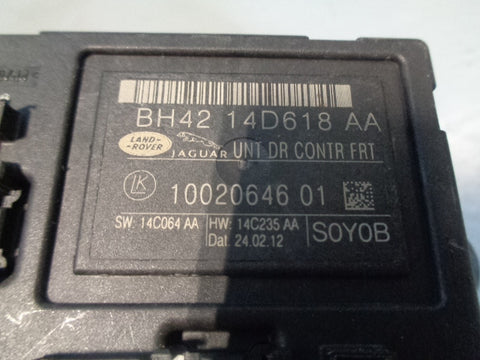 BH42 14D618 AA
LAND-
ROVER
JAGUAR UNT DR CONTR FRT
LK 10020646 01
SW: 14C064 AA HW: 14C235 AA
Dat. 24.02.12 S0Y0B